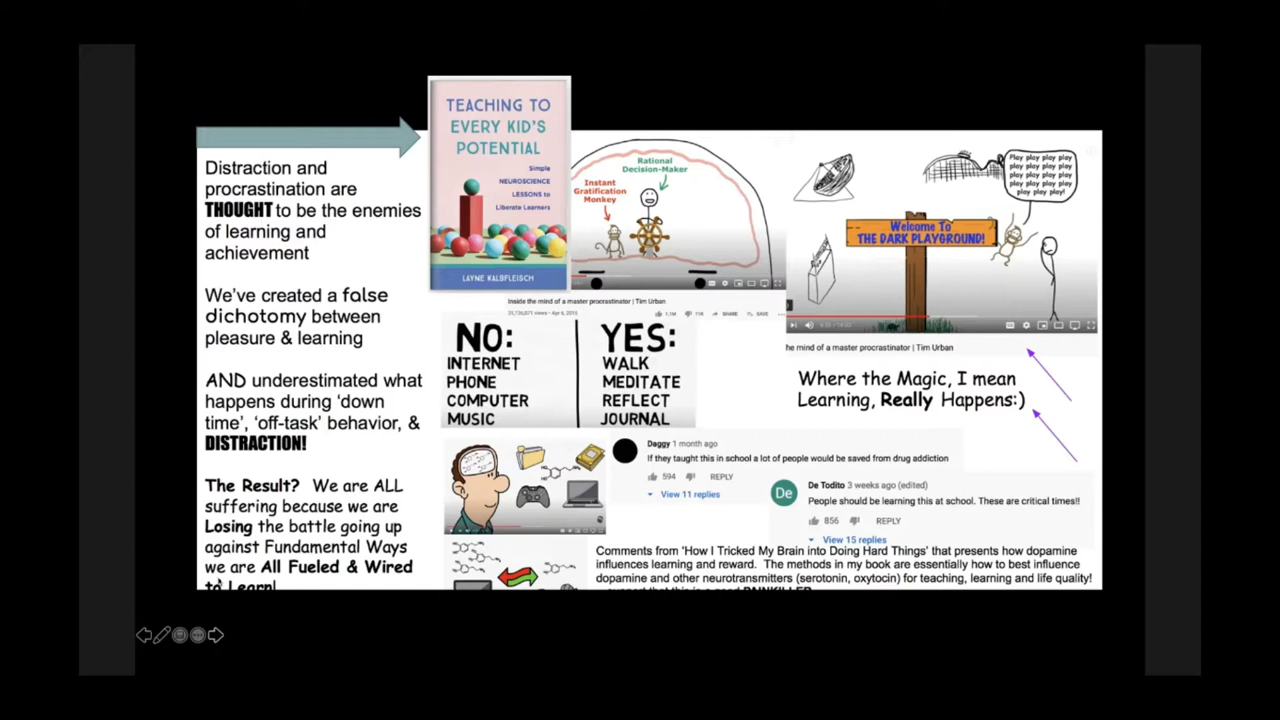 Distraction and
procrastination are
THOUGHT to be the enemies
of learning and
achievement
We've created a false
dichotomy between
pleasure & learning
AND underestimated what
happens during 'down
time', 'off-task' behavior, &
DISTRACTION!
The Result? We are ALL
suffering because we are
Losing the battle going up
against Fundamental Ways
we are All Fueled & Wired
to Learn!
TEACHING TO
EVERY KID'S
POTENTIAL
Simple
NEUROSCIENCE
LESSONS to
Liberate Learners
LAYNE KALBFLEISCH
Rational
Decision-Maker
Instant
Gratification
Monkey
Inside the mind of a master procrastinator | Tim Urban
1.1M
SHARE
SAVE
Play play play play
play play play play
play play play play
play play play play
play play play!
Welcome To
THE DARK PLAYGROUND!
he mind of a master procrastinator | Tim Urban
NO:
INTERNET
PHONE
COMPUTER
MUSIC
YES:
WALK
MEDITATE
REFLECT
JOURNAL
Where the Magic, I mean
Learning, Really Happens:)
Daggy 1 month ago
If they taught this in school a lot of people would be saved from drug addiction
594 REPLY
View 11 replies
De
De Todito 3 weeks ago (edited)
People should be learning this at school. These are critical times!!
856 REPLY
View 15 replies
Comments from 'How I Tricked My Brain into Doing Hard Things' that presents how dopamine
influences learning and reward. The methods in my book are essentially how to best influence
dopamine and other neurotransmitters (serotonin, oxytocin) for teaching, learning and life quality!
suggest that this is a good PAINKILLER